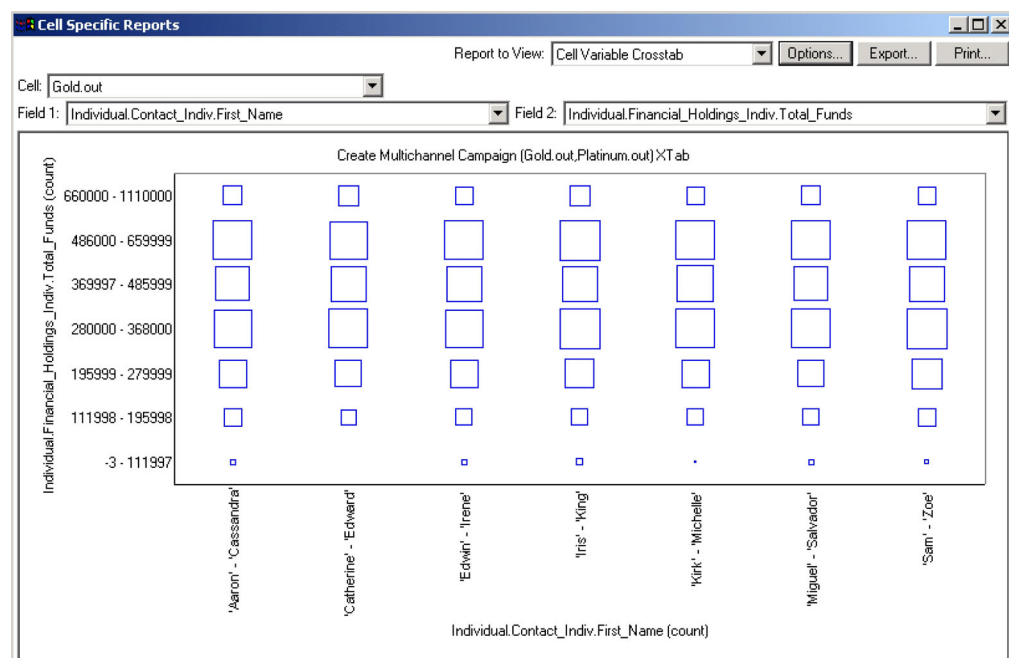 Cell Specific Reports
Report to View: Cell Variable Crosstab Options... Export... Print...
Cell: Gold.out
Field 1: Individual.Contact_Indiv.First_Name Field 2: Individual.Financial_Holdings_Indiv.Total_Funds
Create Multichannel Campaign (Gold.out,Platinum.out) XTab
Individual.Financial_Holdings_Indiv.Total_Funds (count)
660000 - 1110000
486000 - 659999
369997 - 485999
280000 - 368000
195999 - 279999
111998 - 195998
-3 - 111997
'Aaron' - 'Cassandra'
'Catherine' - 'Edward'
'Edwin' - 'Irene'
'Iris' - 'King'
'Kirk' - 'Michelle'
'Miguel' - 'Salvador'
'Sam' - 'Zoe'
Individual.Contact_Indiv.First_Name (count)